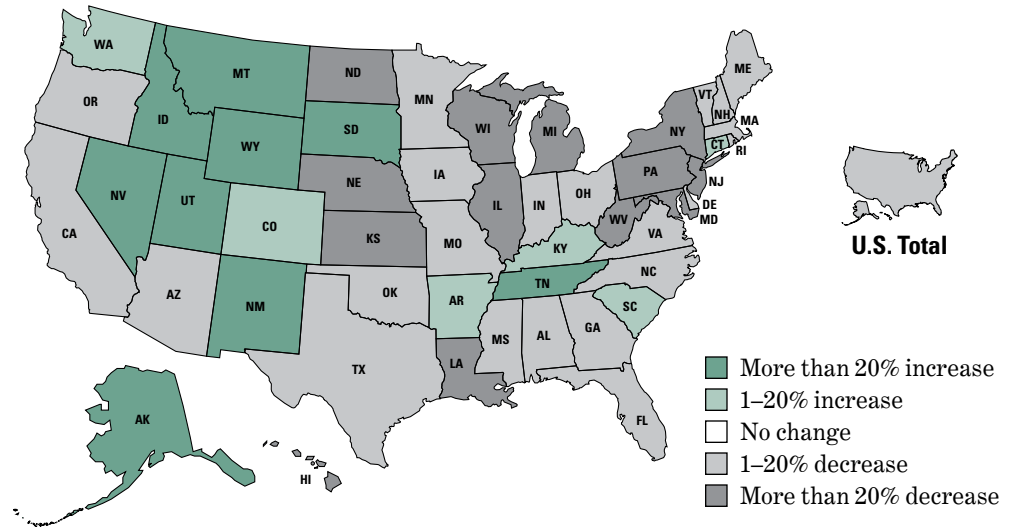 WA
MT
ND
MN
ME
VT
NH
MA
OR
ID
SD
WI
MI
NY
CT
RI
WY
NE
IA
PA
NJ
NV
UT
CO
IL
IN
OH
DE
MD
WV
VA
CA
KS
MO
KY
U.S. Total
AZ
NM
OK
AR
TN
NC
SC
MS
AL
GA
TX
LA
FL
AK
HI
More than 20% increase
1–20% increase
No change
1–20% decrease
More than 20% decrease